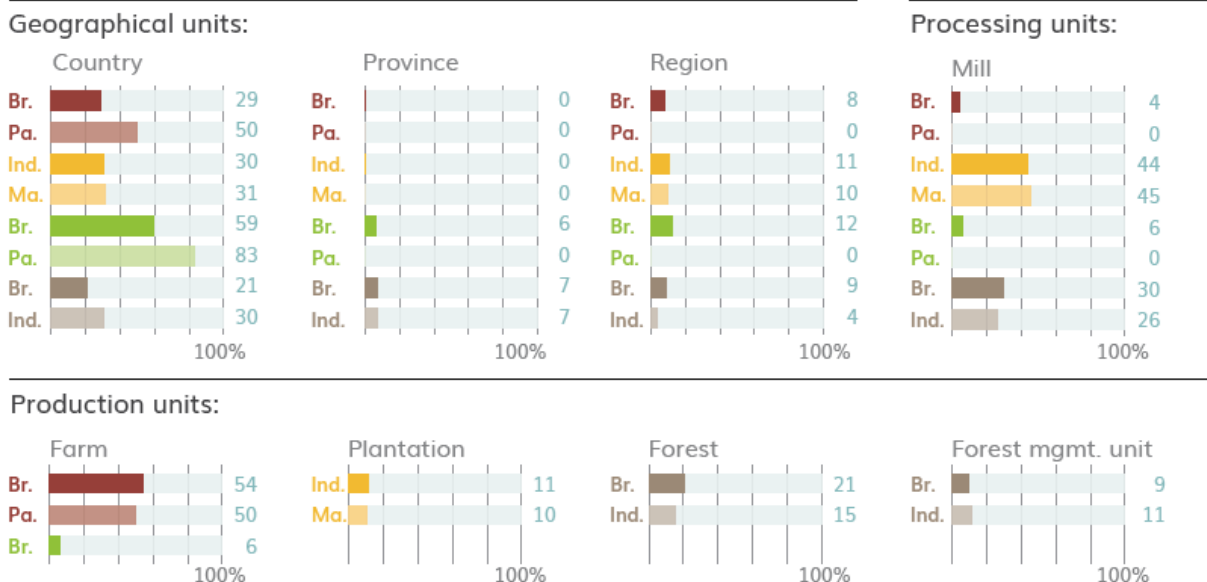 Geographical units: Processing units:
Country Province Region Mill
Br. 29 Br. 0 Br. 8 Br. 4
Pa. 50 Pa. 0 Pa. 0 Pa. 0
Ind. 30 Ind. 0 Ind. 11 Ind. 44
Ma. 31 Ma. 0 Ma. 10 Ma. 45
Br. 59 Br. 6 Br. 12 Br. 6
Pa. 83 Pa. 0 Pa. 0 Pa. 0
Br. 21 Br. 7 Br. 9 Br. 30
Ind. 30 Ind. 7 Ind. 4 Ind. 26
100% 100% 100% 100%
Production units:
Farm Plantation Forest Forest mgmt. unit
Br. 54 Ind. 11 Br. 21 Br. 9
Pa. 50 Ma. 10 Ind. 15 Ind. 11
Br. 6
100% 100% 100% 100%